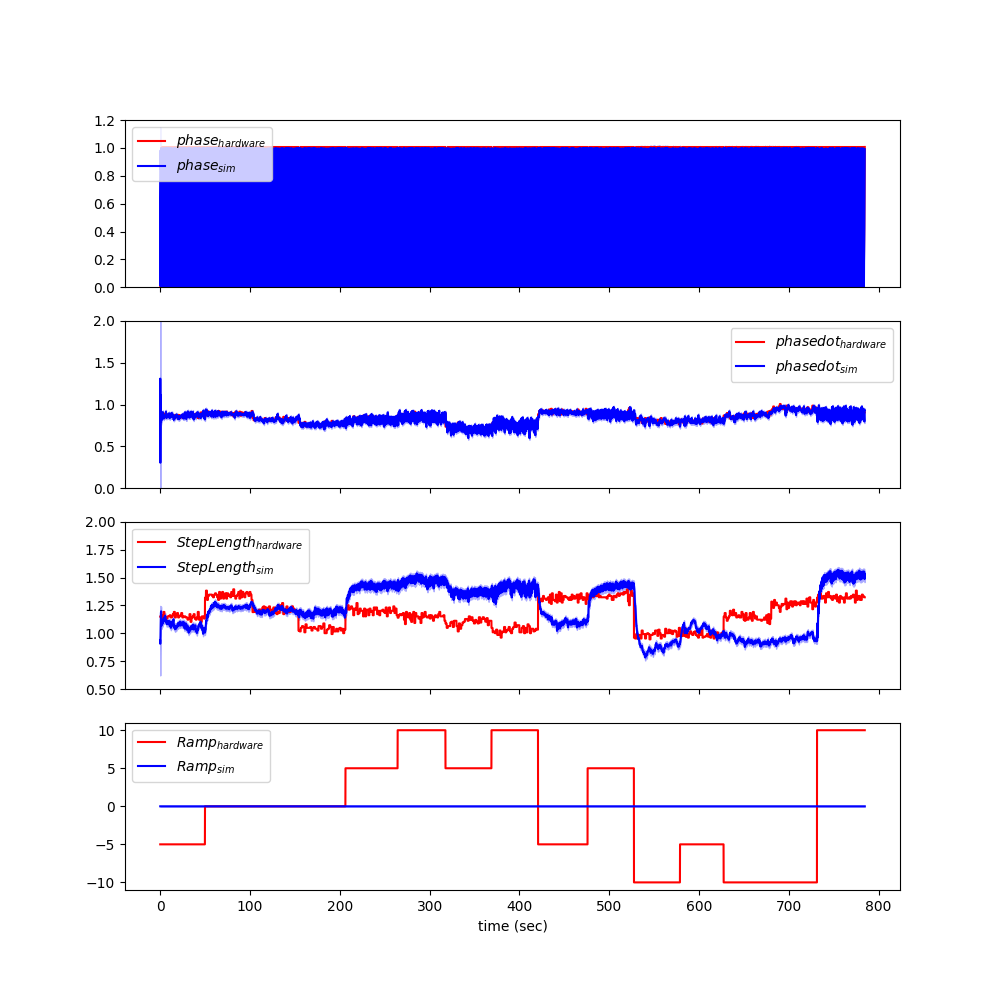 1.2
1.0
0.8
0.6
0.4
0.2
0.0
phase_hardware
phase_sim
2.0
1.5
1.0
0.5
0.0
phasedot_hardware
phasedot_sim
2.00
1.75
1.50
1.25
1.00
0.75
0.50
StepLength_hardware
StepLength_sim
10
5
0
−5
−10
Ramp_hardware
Ramp_sim
0 100 200 300 400 500 600 700 800
time (sec)